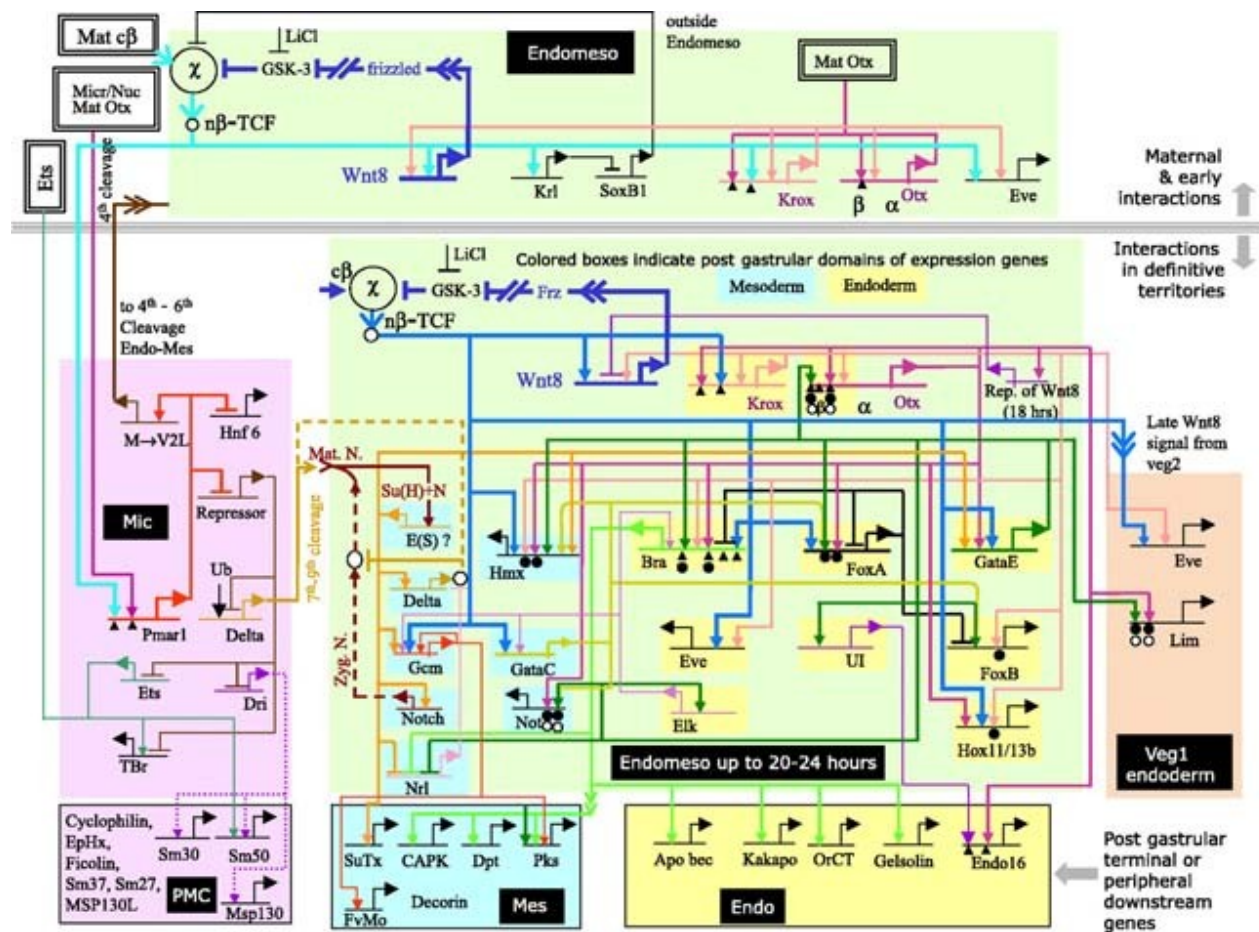 Mat cβ
χ
LiCl
GSK-3
frizzled
Endomeso
outside
Endomeso
Mat Otx
Micr/Nuc
Mat Otx
nβ-TCF
4th cleavage
Ets
Wnt8
Krl
SoxB1
Krox
β
α
Otx
Eve
Maternal
& early
interactions
Interactions
in definitive
territories
Colored boxes indicate post gastrular domains of expression genes
Mesoderm
Endoderm
cβ
χ
LiCl
GSK-3
Frz
nβ-TCF
to 4th - 6th
Cleavage
Endo-Mes
Wnt8
Krox
β
α
Otx
Rep. of Wnt8
(18 hrs)
Late Wnt8
signal from
veg2
M→V2L
Hnf 6
Mic
Repressor
Ub
Pmar1
Delta
Ets
Dri
TBr
7th, 9th cleavage
Mat. N.
Su(H)+N
E(S) ?
Zyg. N.
Delta
Gcm
Notch
Nrl
Hmx
GataC
Not
Bra
FoxA
GataE
Eve
UI
FoxB
Elk
Hox11/13b
Endomeso up to 20-24 hours
Eve
Lim
Veg1
endoderm
Cyclophilin,
EpHx,
Ficolin,
Sm37, Sm27,
MSP130L
PMC
Sm30
Sm50
Msp130
SuTx
CAPK
Dpt
Pks
FvMo
Decorin
Mes
Apo bec
Kakapo
OrCT
Gelsolin
Endo16
Endo
Post gastrular
terminal or
peripheral
downstream
genes